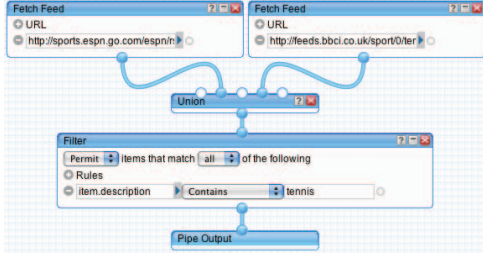 Fetch Feed
Fetch Feed
URL
URL
http://sports.espn.go.com/espn/r
http://feeds.bbci.co.uk/sport/0/ter
Union
Filter
Permit items that match all of the following
Rules
item.description Contains tennis
Pipe Output